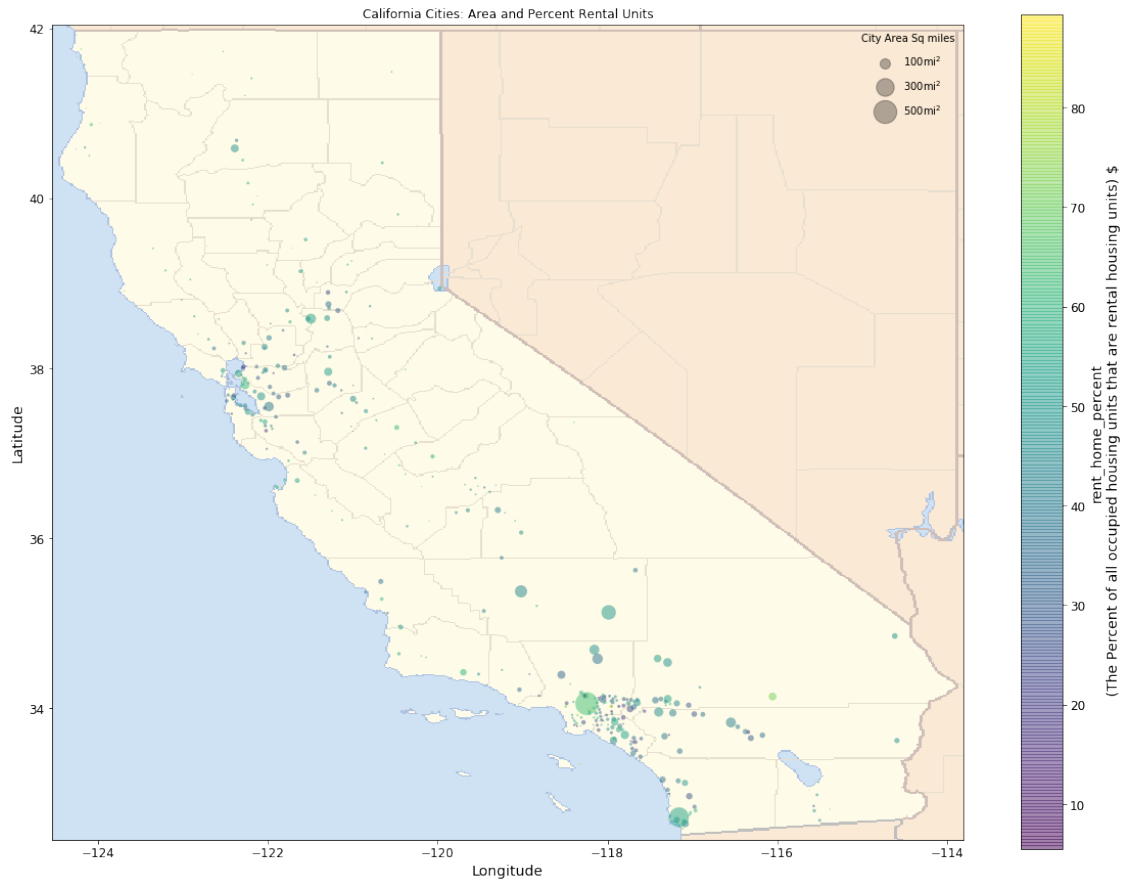 California Cities: Area and Percent Rental Units
City Area Sq miles
100mi²
300mi²
500mi²
42
40
38
36
34
Latitude
−124
−122
−120
−118
−116
−114
Longitude
80
70
60
50
40
30
20
10
rent_home_percent
(The Percent of all occupied housing units that are rental housing units) $